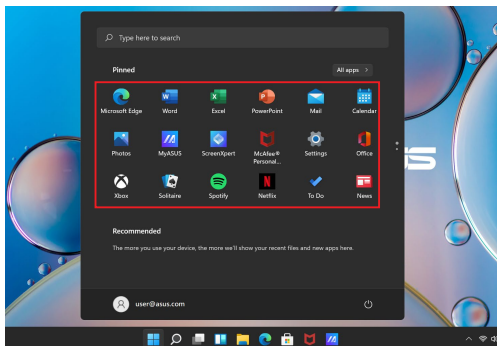 Type here to search
Pinned
All apps >
Microsoft Edge Word Excel PowerPoint Mail Calendar
Photos MyASUS ScreenXpert McAfee® Personal... Settings Office
Xbox Solitaire Spotify Netflix To Do News
Recommended
The more you use your device, the more we'll show your recent files and new apps here.
user@asus.com